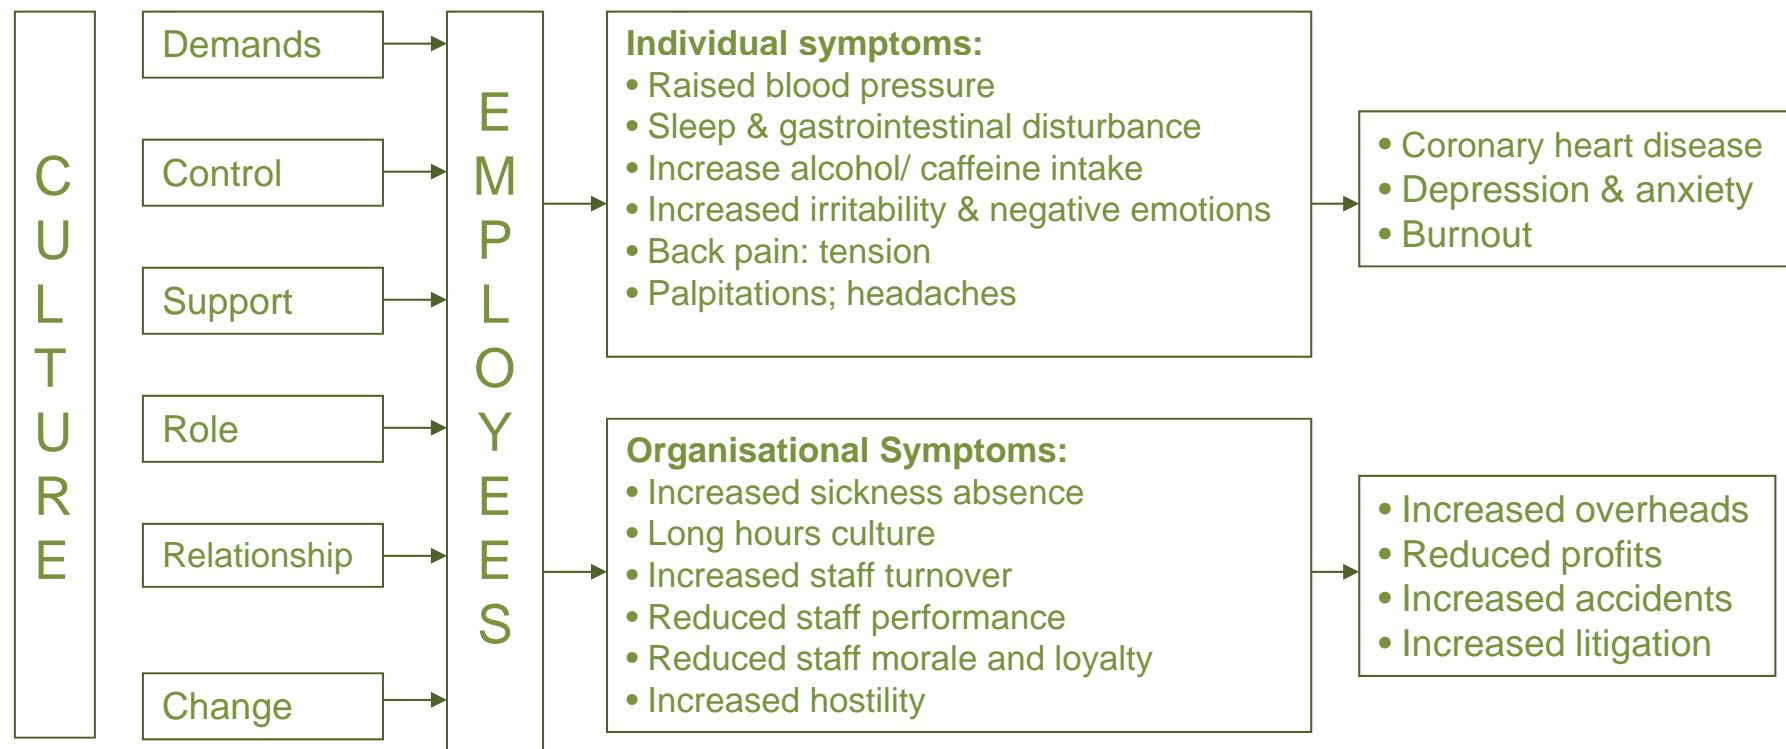 CULTURE
Demands
Control
Support
Role
Relationship
Change
EMPLOYEES
Individual symptoms:
• Raised blood pressure
• Sleep & gastrointestinal disturbance
• Increase alcohol/ caffeine intake
• Increased irritability & negative emotions
• Back pain: tension
• Palpitations; headaches
• Coronary heart disease
• Depression & anxiety
• Burnout
Organisational Symptoms:
• Increased sickness absence
• Long hours culture
• Increased staff turnover
• Reduced staff performance
• Reduced staff morale and loyalty
• Increased hostility
• Increased overheads
• Reduced profits
• Increased accidents
• Increased litigation